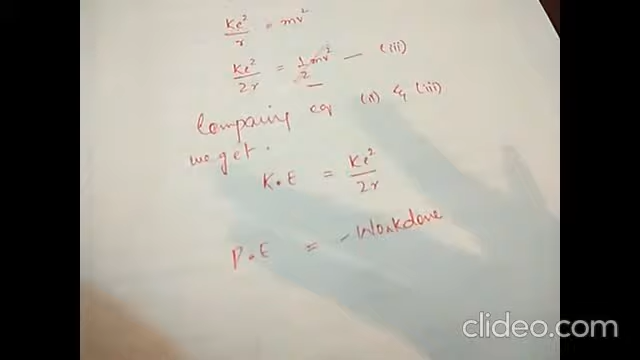 Ke²/r = mv²
Ke²/2r = 1/2 mv² — (iii)
Comparing eq (ii) & (iii)
we get.
K.E = Ke²/2r
P.E = - Workdone
clideo.com